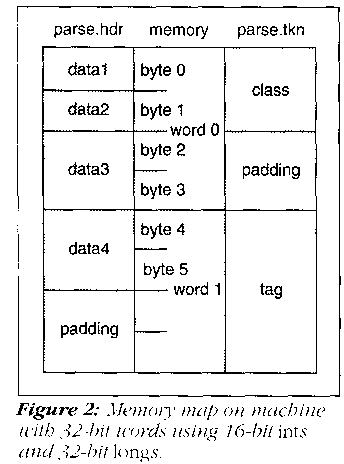 parse.hdr memory parse.tkn
data1 byte 0 class
data2 byte 1
word 0
data3 byte 2 padding
byte 3
data4 byte 4 tag
byte 5
word 1
padding
Figure 2: Memory map on machine
with 32-bit words using 16-bit ints
and 32-bit longs.